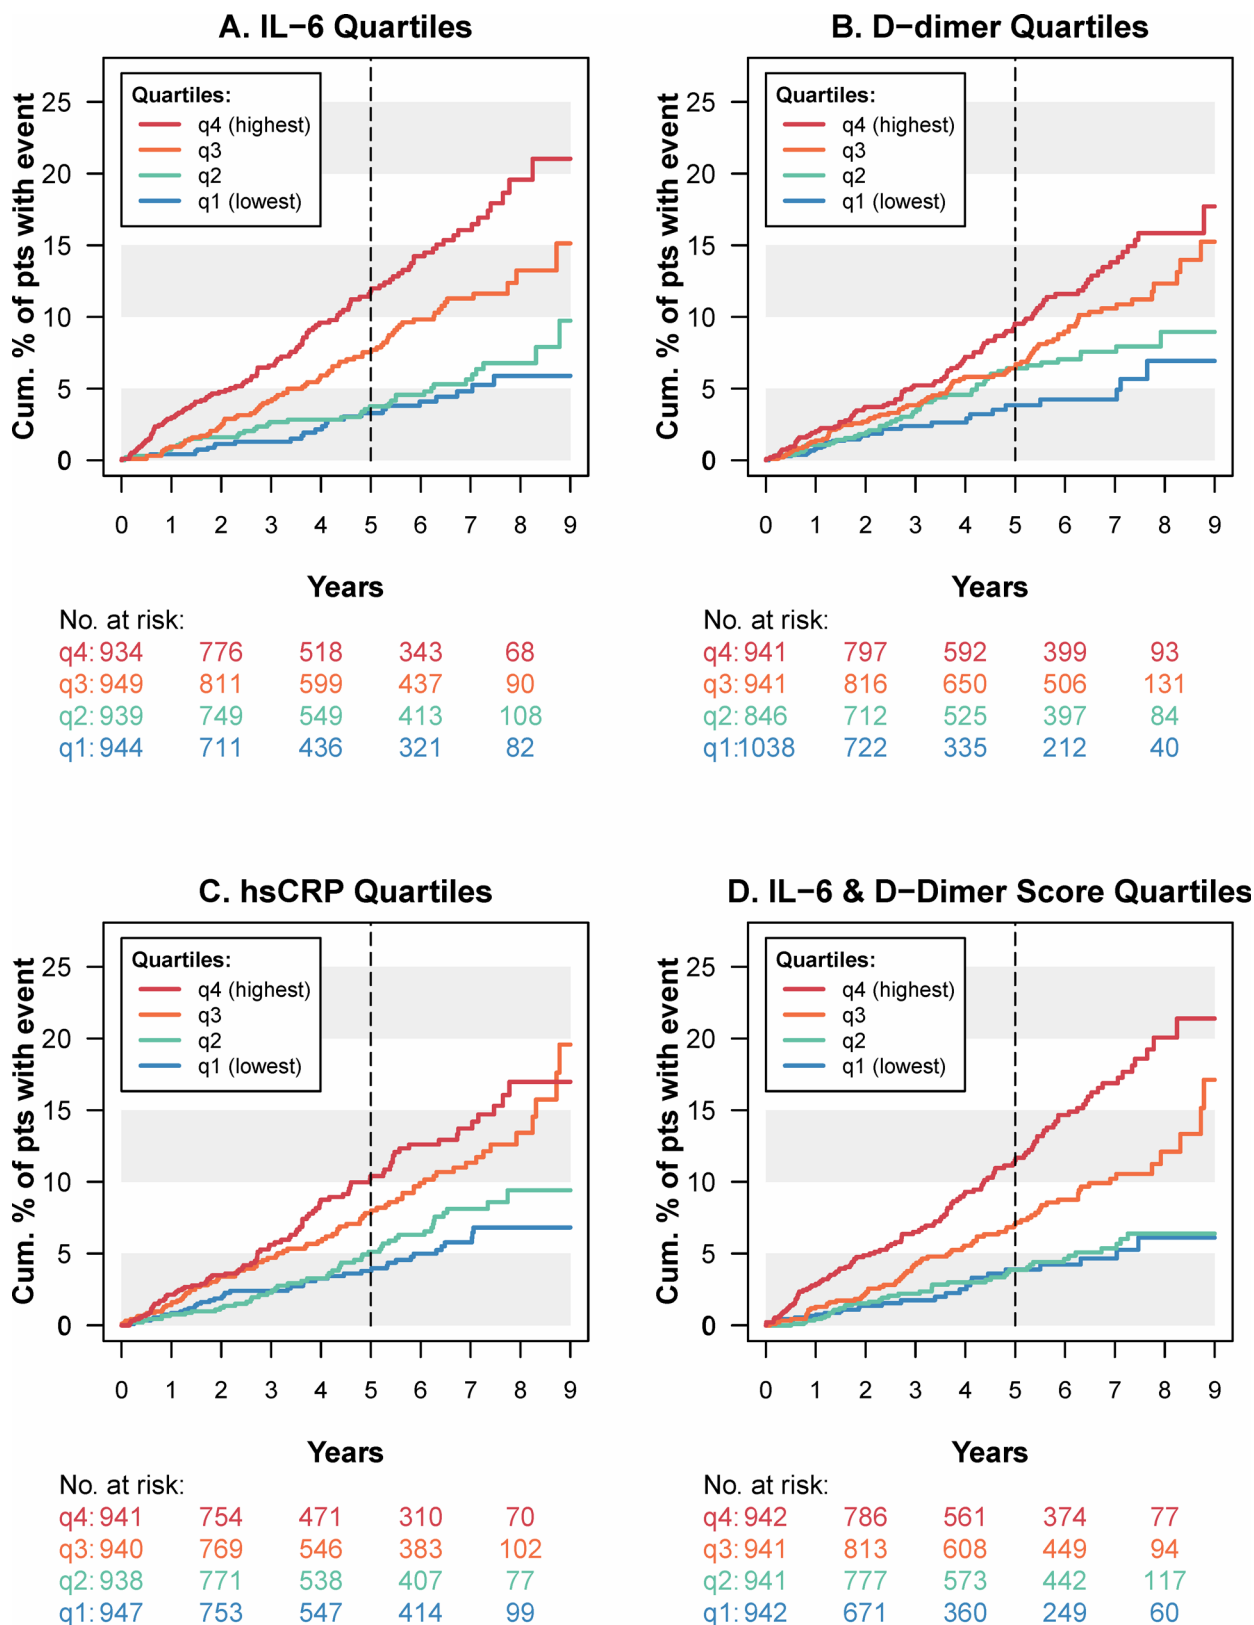 A. IL−6 Quartiles
Cum. % of pts with event
25
20
15
10
5
0
Quartiles:
q4 (highest)
q3
q2
q1 (lowest)
0 1 2 3 4 5 6 7 8 9
Years
No. at risk:
q4: 934 776 518 343 68
q3: 949 811 599 437 90
q2: 939 749 549 413 108
q1: 944 711 436 321 82
B. D−dimer Quartiles
Cum. % of pts with event
25
20
15
10
5
0
Quartiles:
q4 (highest)
q3
q2
q1 (lowest)
0 1 2 3 4 5 6 7 8 9
Years
No. at risk:
q4: 941 797 592 399 93
q3: 941 816 650 506 131
q2: 846 712 525 397 84
q1:1038 722 335 212 40
C. hsCRP Quartiles
Cum. % of pts with event
25
20
15
10
5
0
Quartiles:
q4 (highest)
q3
q2
q1 (lowest)
0 1 2 3 4 5 6 7 8 9
Years
No. at risk:
q4: 941 754 471 310 70
q3: 940 769 546 383 102
q2: 938 771 538 407 77
q1: 947 753 547 414 99
D. IL−6 & D−Dimer Score Quartiles
Cum. % of pts with event
25
20
15
10
5
0
Quartiles:
q4 (highest)
q3
q2
q1 (lowest)
0 1 2 3 4 5 6 7 8 9
Years
No. at risk:
q4: 942 786 561 374 77
q3: 941 813 608 449 94
q2: 941 777 573 442 117
q1: 942 671 360 249 60